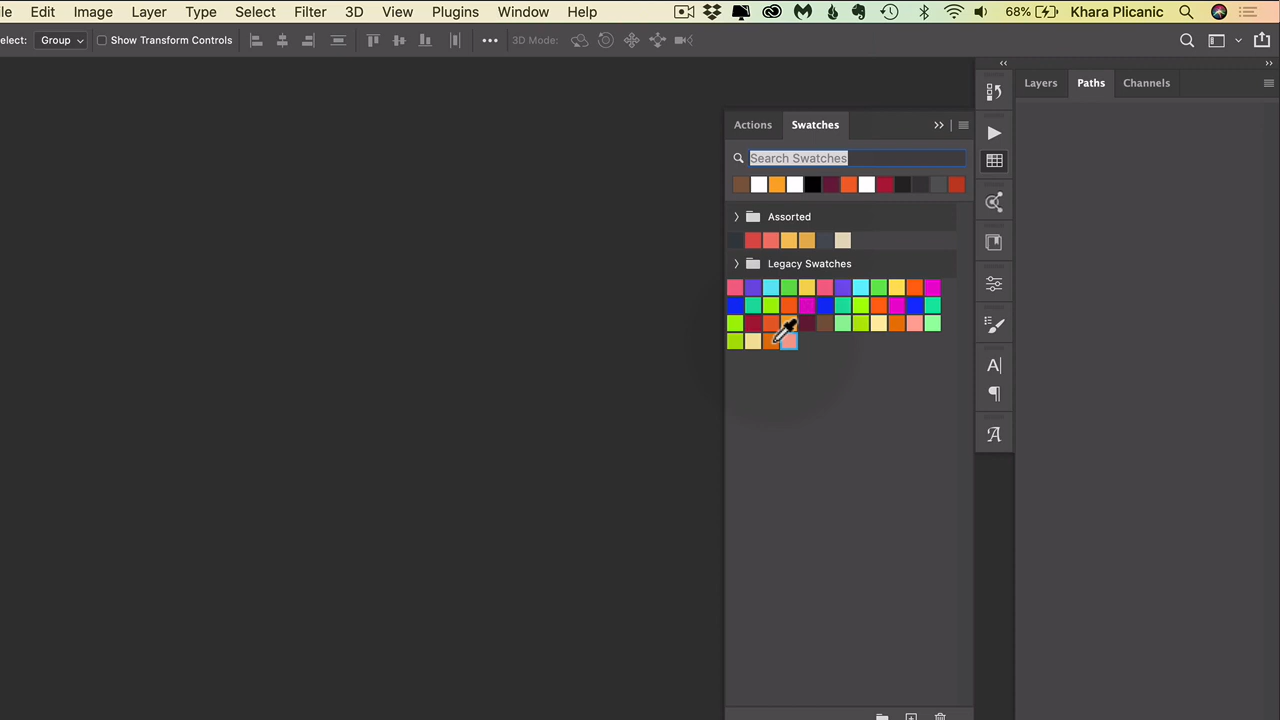 ile Edit Image Layer Type Select Filter 3D View Plugins Window Help 68% Khara Plicanic
elect: Group Show Transform Controls 3D Mode:
Layers Paths Channels
Actions Swatches
Search Swatches
Assorted
Legacy Swatches